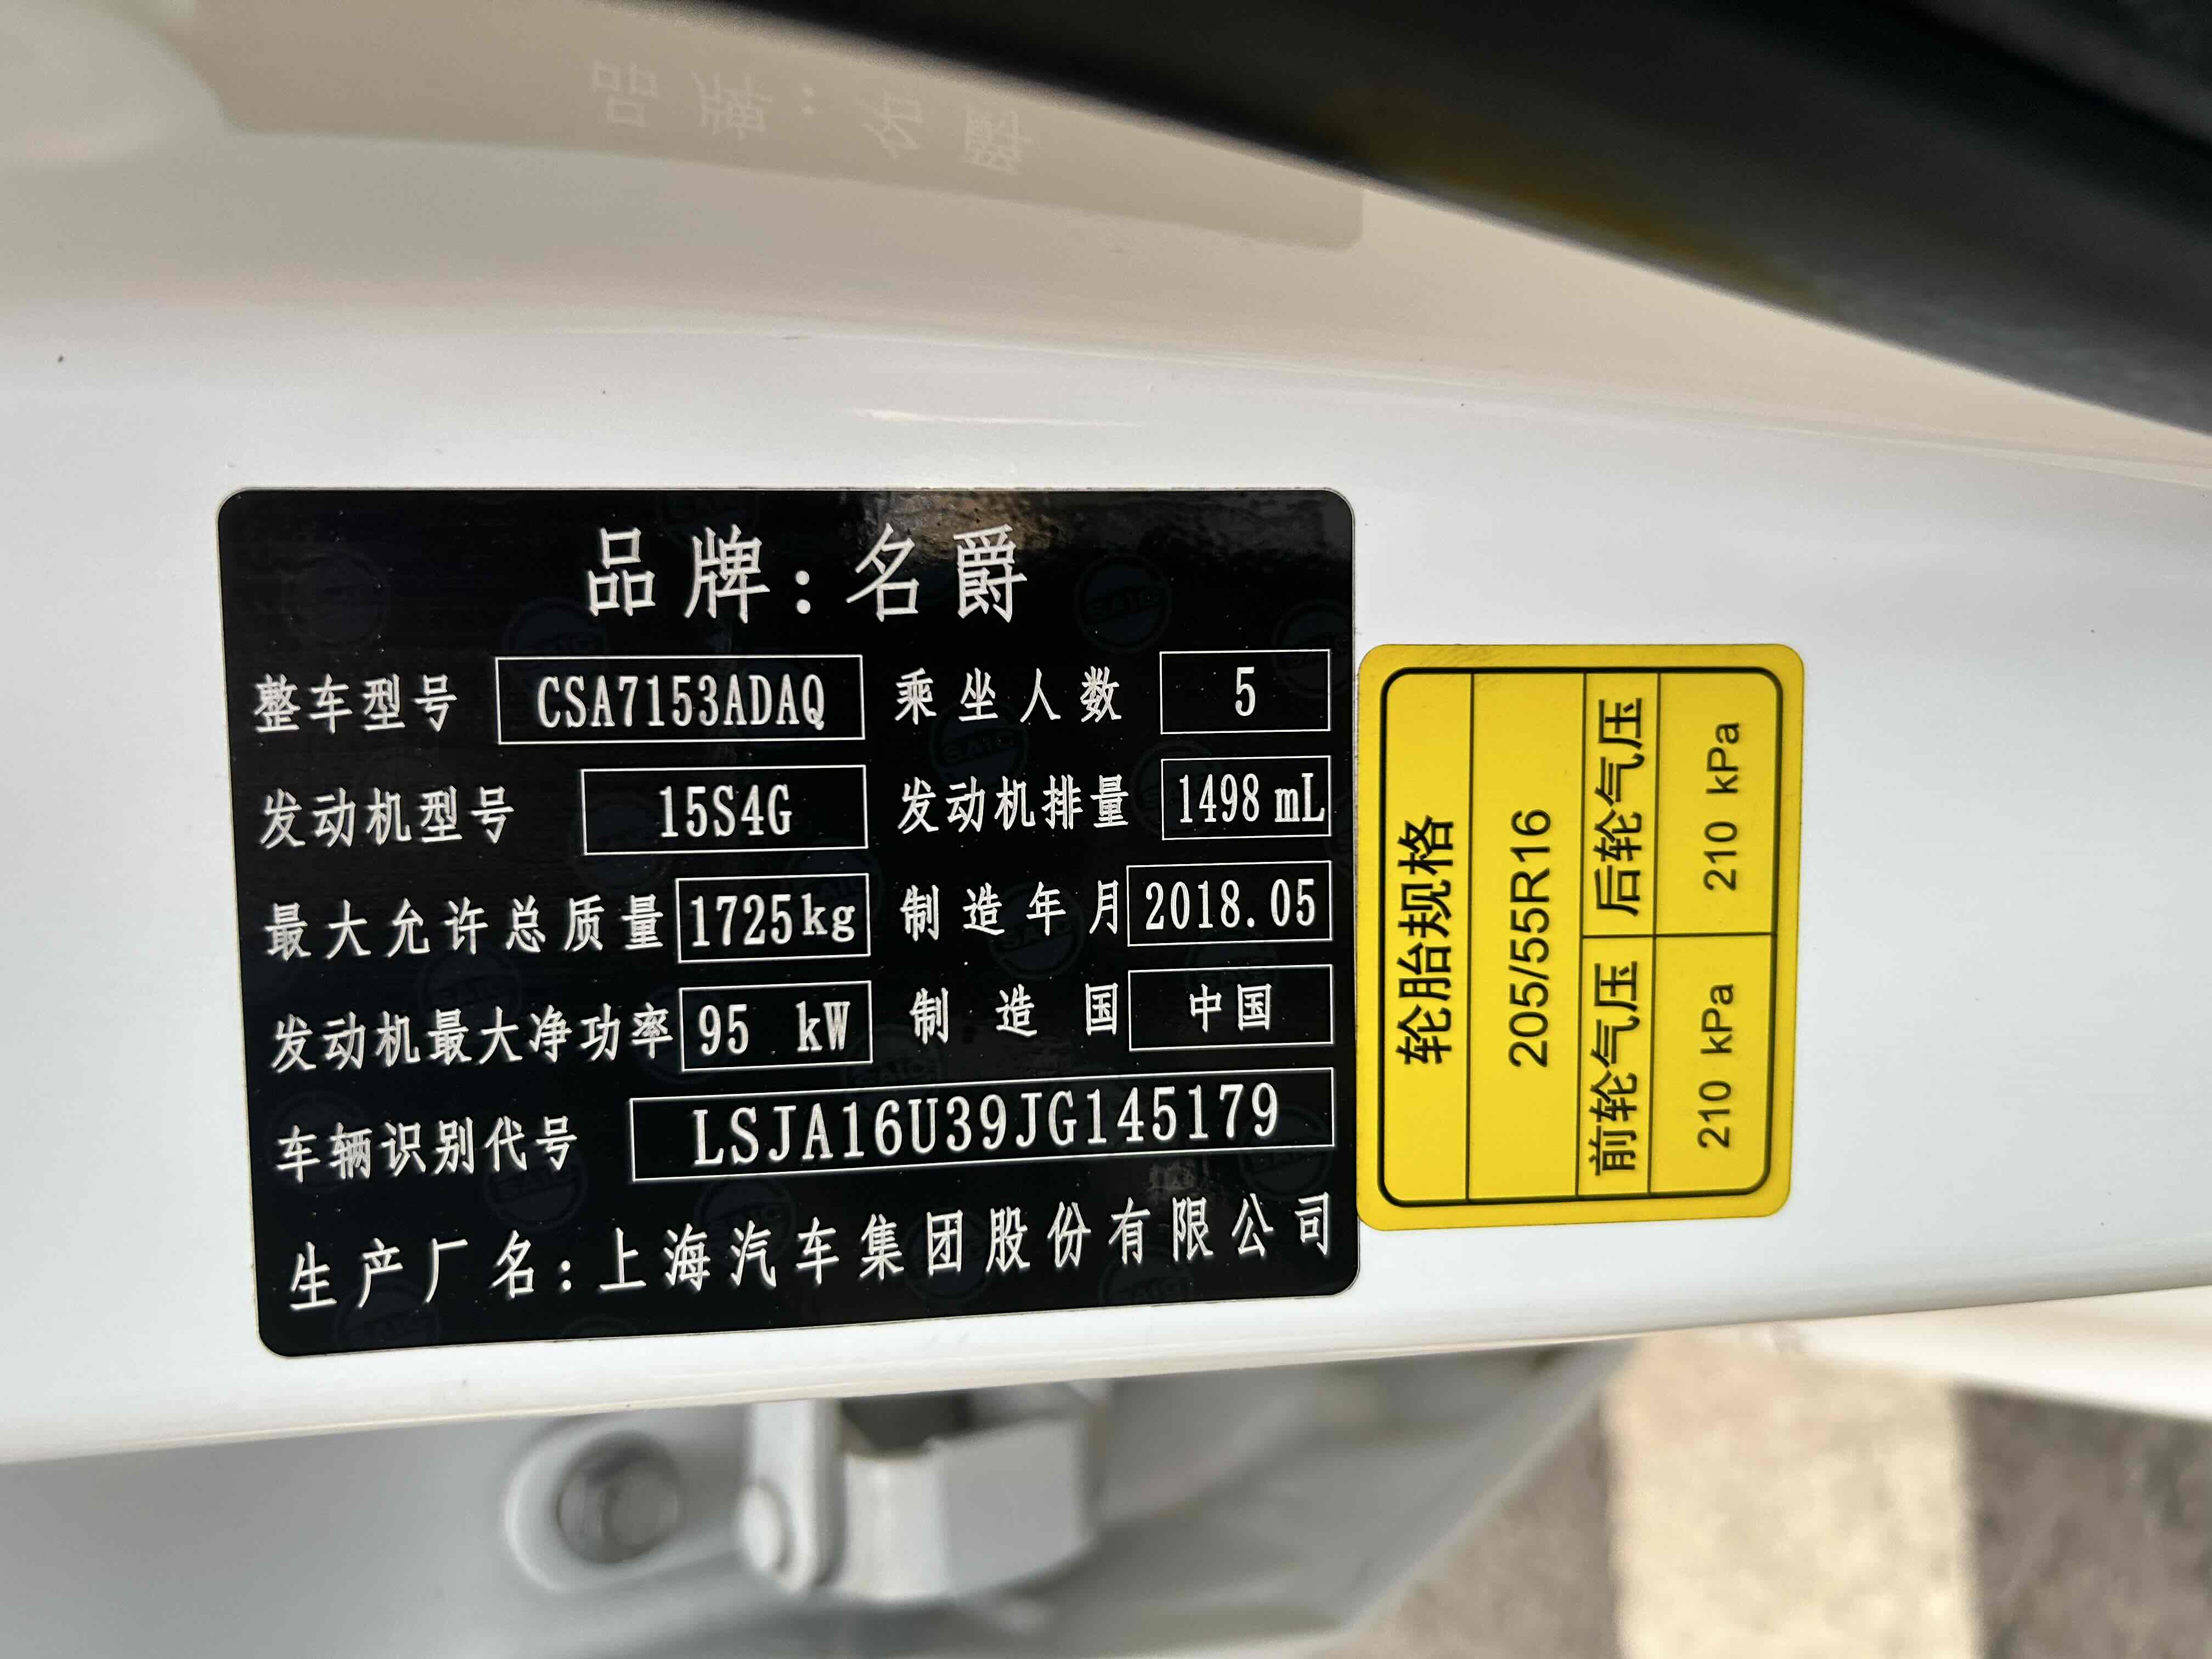 品牌:名爵
整车型号 CSA7153ADAQ 乘坐人数 5
发动机型号 15S4G 发动机排量 1498 mL
最大允许总质量 1725kg 制造年月 2018.05
发动机最大净功率 95 kW 制造国 中国
车辆识别代号 LSJA16U39JG145179
生产厂名:上海汽车集团股份有限公司
轮胎规格
205/55R16
前轮气压 后轮气压
210 kPa 210 kPa